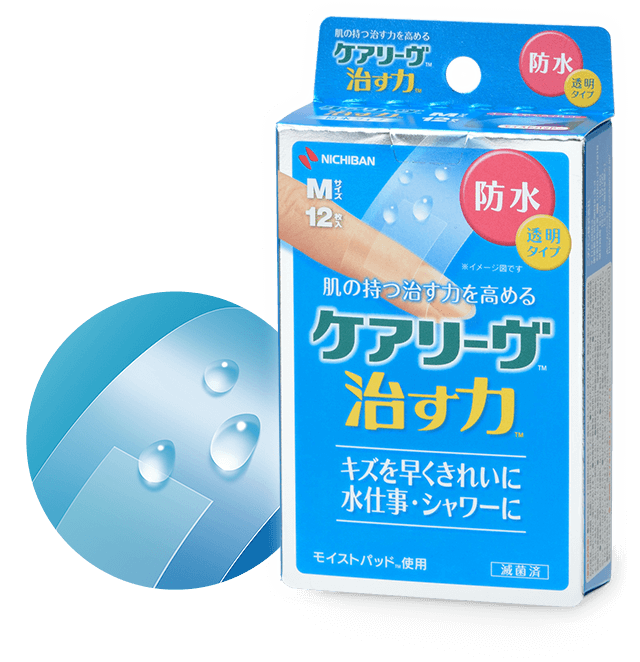 肌の持つ治す力を高める
ケアリーヴ™
治す力™
防水
透明
タイプ
NICHIBAN
Mサイズ
12枚入
防水
透明
タイプ
※イメージ図です
肌の持つ治す力を高める
ケアリーヴ™
治す力™
キズを早くきれいに
水仕事・シャワーに
モイストパッド™使用
滅菌済